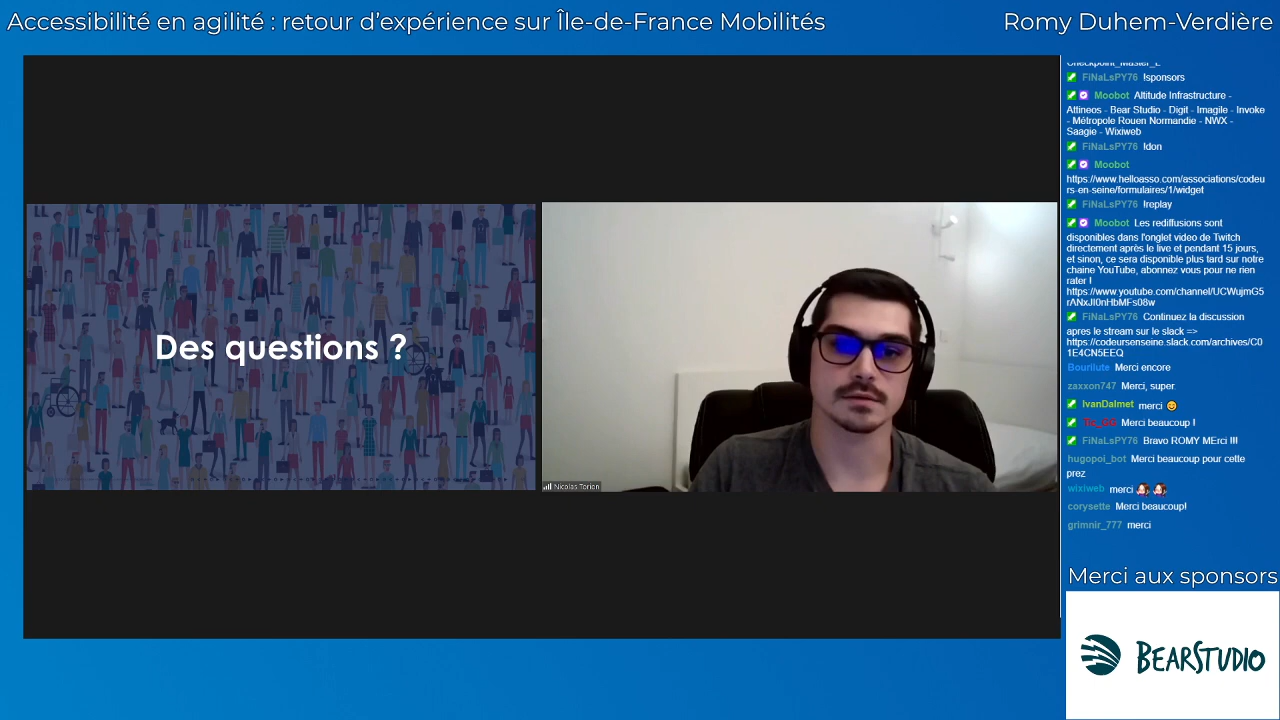 Accessibilité en agilité : retour d’expérience sur Île-de-France Mobilités
Romy Duhem-Verdière
Des questions ?
Nicolas Torion
Checkpoint_Master_L
FiNaLsPY76 !sponsors
Moobot Altitude Infrastructure -
Attineos - Bear Studio - Digit - Imagile - Invoke
- Métropole Rouen Normandie - NWX -
Saagie - Wixiweb
FiNaLsPY76 !don
Moobot
https://www.helloasso.com/associations/codeu
rs-en-seine/formulaires/1/widget
FiNaLsPY76 !replay
Moobot Les rediffusions sont
disponibles dans l'onglet video de Twitch
directement après le live et pendant 15 jours,
et sinon, ce sera disponible plus tard sur notre
chaine YouTube, abonnez vous pour ne rien
rater !
https://www.youtube.com/channel/UCWujmG5
rANxJI0nHbMFs08w
FiNaLsPY76 Continuez la discussion
apres le stream sur le slack =>
https://codeursenseine.slack.com/archives/C0
1E4CN5EEQ
Bourilute Merci encore
zaxxon747 Merci, super.
IvanDalmet merci 😊
Tic_GG Merci beaucoup !
FiNaLsPY76 Bravo ROMY MErci !!!
hugopoi_bot Merci beaucoup pour cette
prez
wixiweb merci
corysette Merci beaucoup!
grimnir_777 merci
Merci aux sponsors
BEARSTUDIO